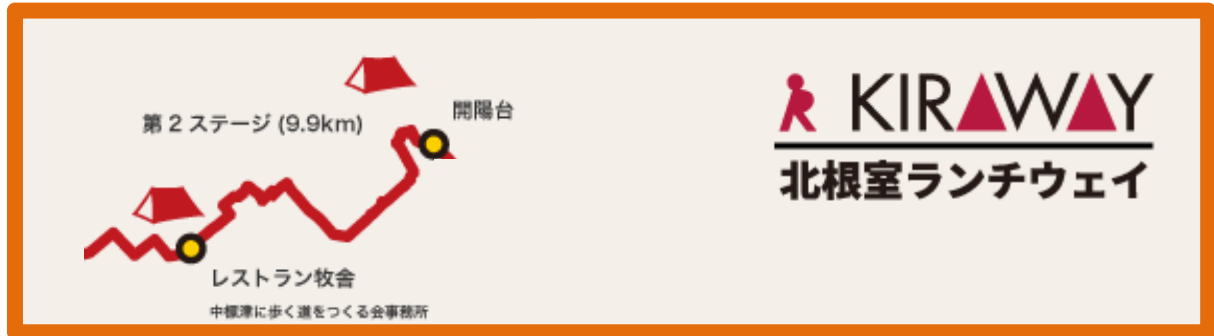 開陽台
第2ステージ (9.9km)
レストラン牧舎
中標津に歩く道をつくる会事務所
KIRAWAY
北根室ランチウェイ